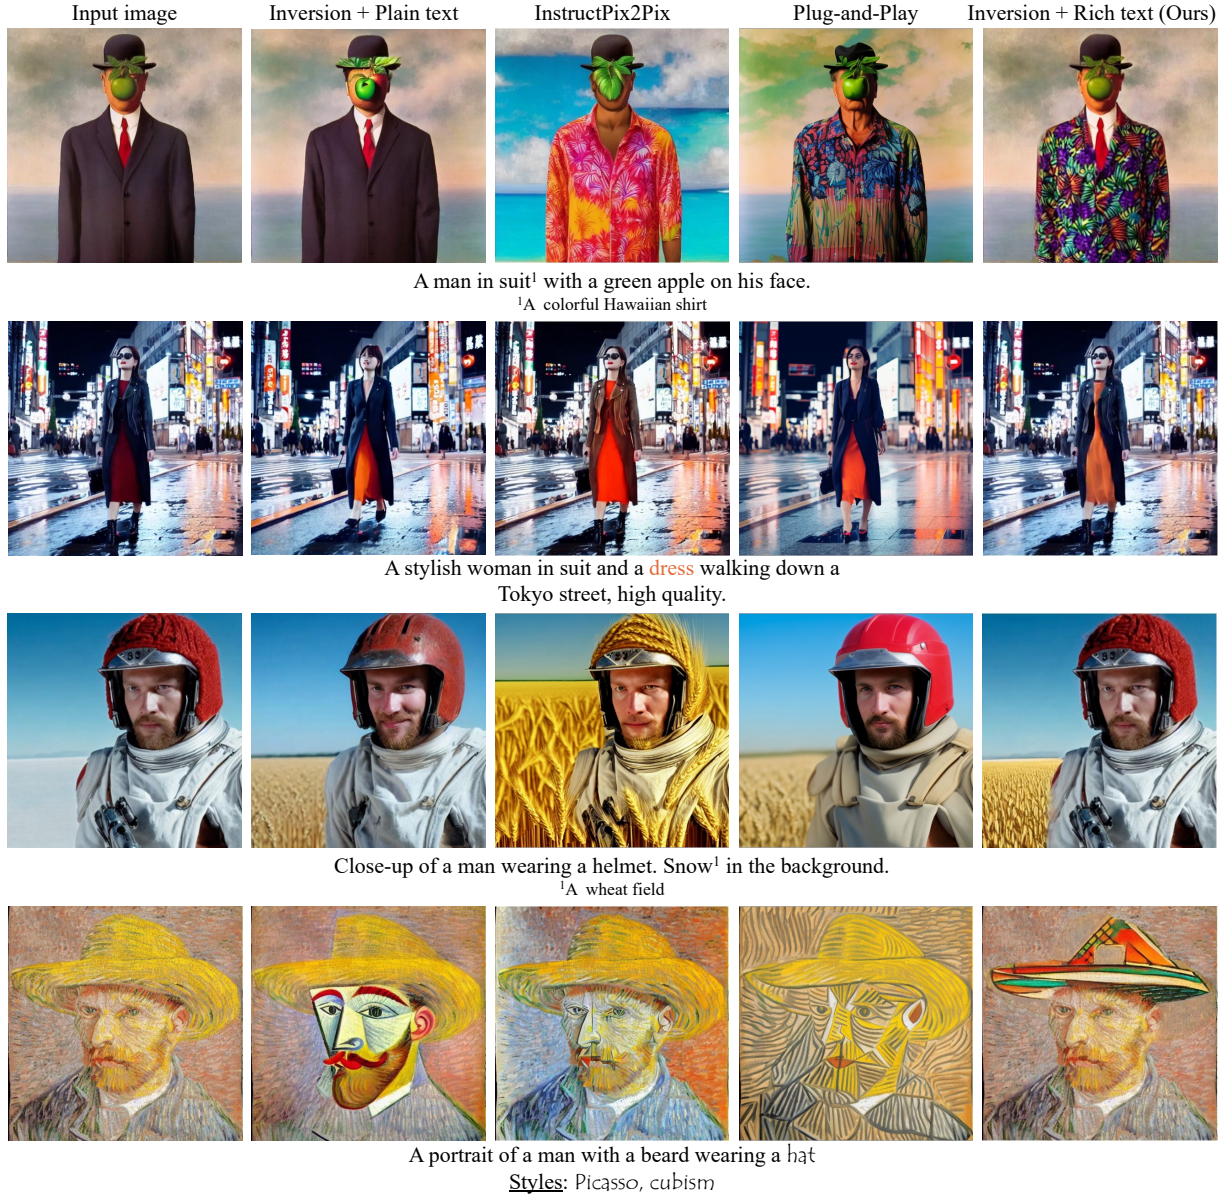 Input image
Inversion + Plain text
InstructPix2Pix
Plug-and-Play
Inversion + Rich text (Ours)
A man in suit¹ with a green apple on his face.
¹A colorful Hawaiian shirt
A stylish woman in suit and a dress walking down a
Tokyo street, high quality.
Close-up of a man wearing a helmet. Snow¹ in the background.
¹A wheat field
A portrait of a man with a beard wearing a hat
Styles: Picasso, cubism